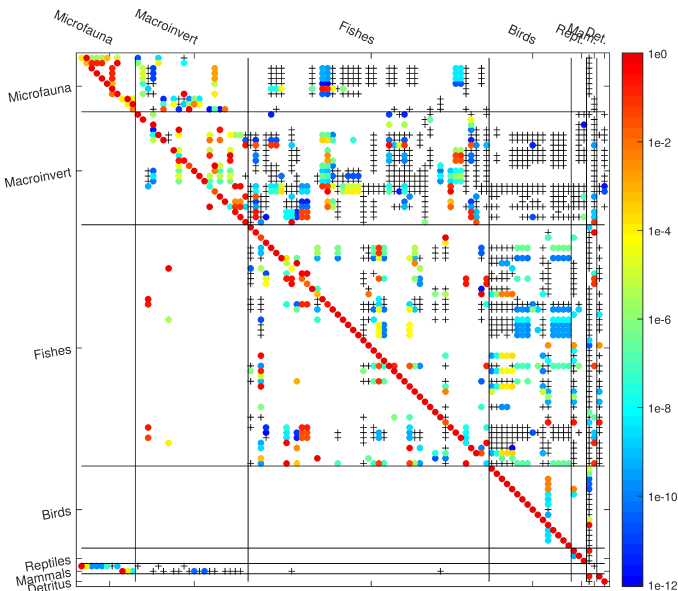 Microfauna
Macroinvert
Fishes
Birds
Rept.
Mam.
Det.
1e0
1e-2
1e-4
1e-6
1e-8
1e-10
1e-12
Microfauna
Macroinvert
Fishes
Birds
Reptiles
Mammals
Detritus